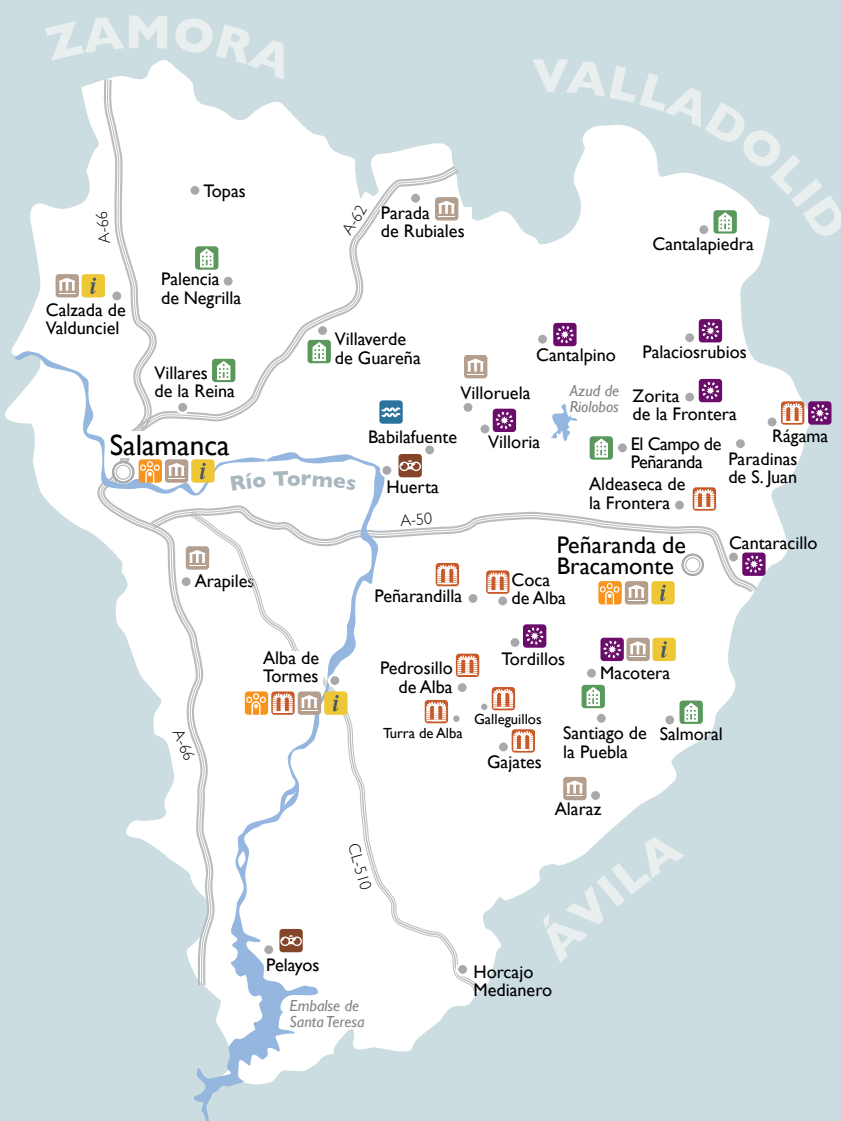 ZAMORA
VALLADOLID
A-66
Topas
A-62
Parada
de Rubiales
Cantalapiedra
Palencia
de Negrilla
i
Calzada de
Valdunciel
Villaverde
de Guareña
Cantalpino
Palaciosrubios
Villares
de la Reina
Villoruela
Azud de
Riolobos
Zorita
de la Frontera
Babilafuente
Villoria
Rágama
Salamanca
i
El Campo de
Peñaranda
Paradinas
de S. Juan
Río Tormes
Huerta
Aldeaseca de
la Frontera
A-50
Cantaracillo
Peñaranda de
Bracamonte
i
Arapiles
Peñarandilla
Coca
de Alba
Tordillos
i
Macotera
Alba de
Tormes
i
Pedrosillo
de Alba
Galleguillos
Turra de Alba
Santiago de
la Puebla
Salmoral
A-66
Gajates
Alaraz
CL-510
ÁVILA
Pelayos
Horcajo
Medianero
Embalse de
Santa Teresa